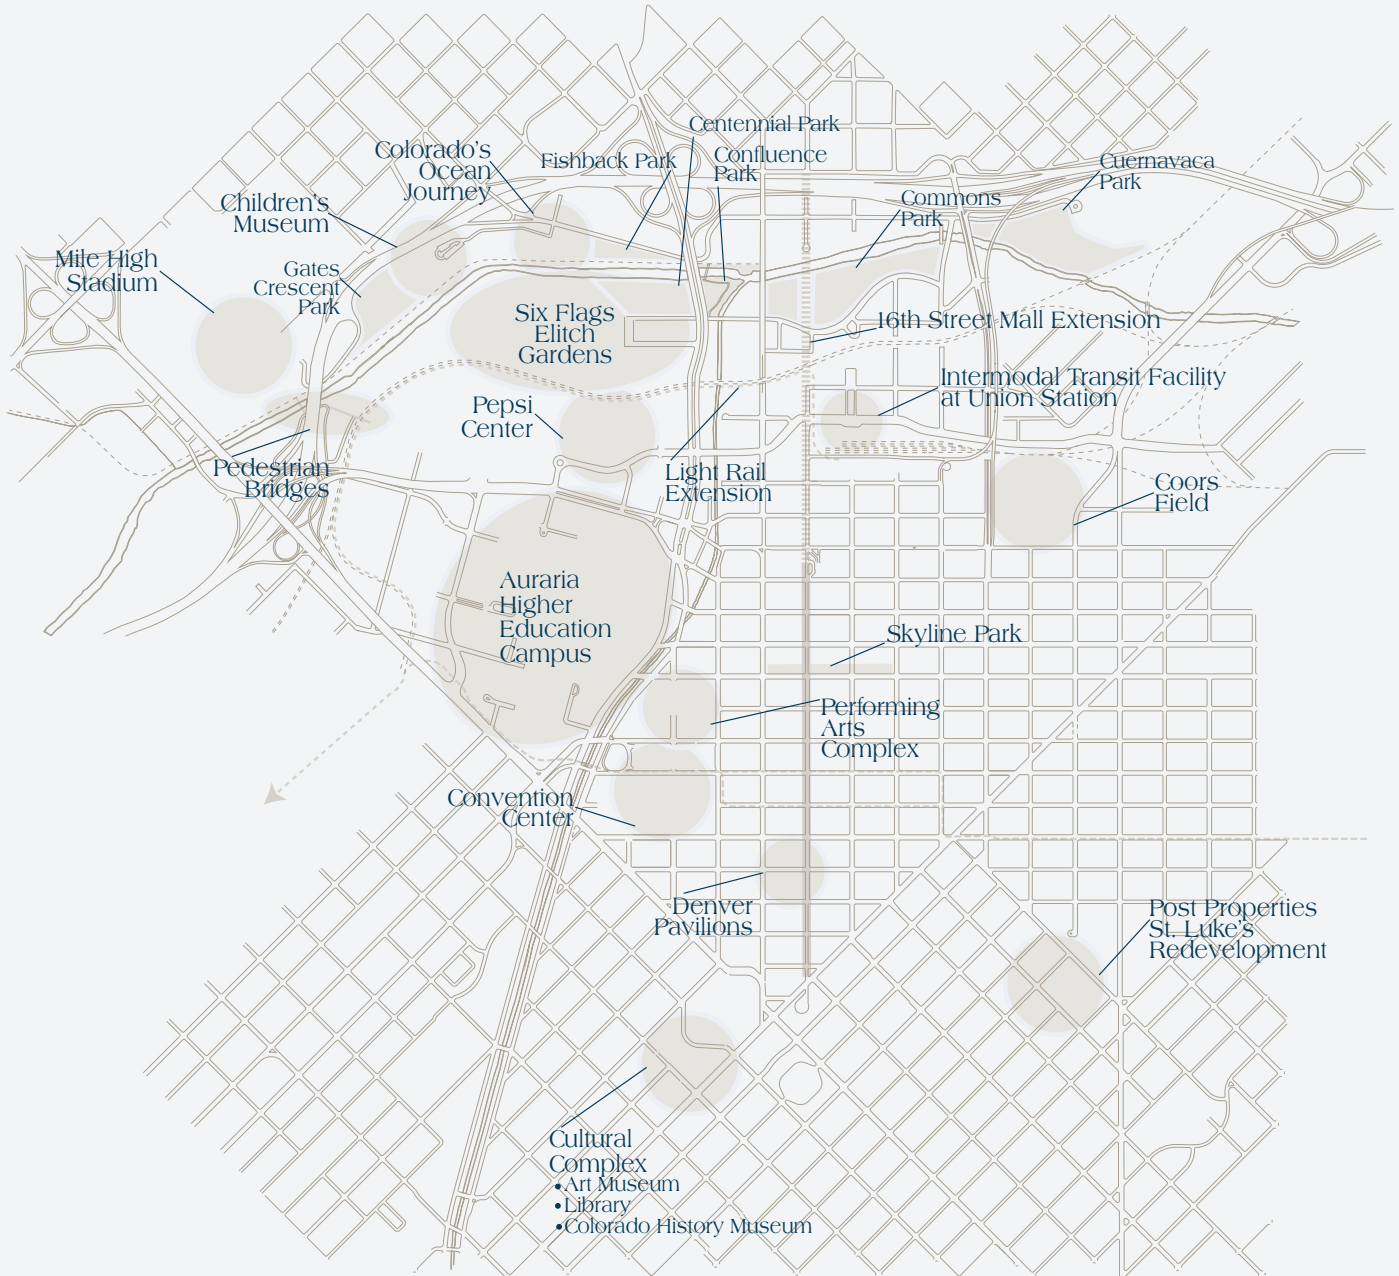 Centennial Park
Colorado's
Ocean
Journey
Fishback Park
Confluence
Park
Cuernavaca
Park
Children's
Museum
Commons
Park
Mile High
Stadium
Gates
Crescent
Park
Six Flags
Elitch
Gardens
16th Street Mall Extension
Intermodal Transit Facility
at Union Station
Pepsi
Center
Pedestrian
Bridges
Light Rail
Extension
Coors
Field
Auraria
Higher
Education
Campus
Skyline Park
Performing
Arts
Complex
Convention
Center
Denver
Pavilions
Post Properties
St. Luke's
Redevelopment
Cultural
Complex
•Art Museum
•Library
•Colorado History Museum